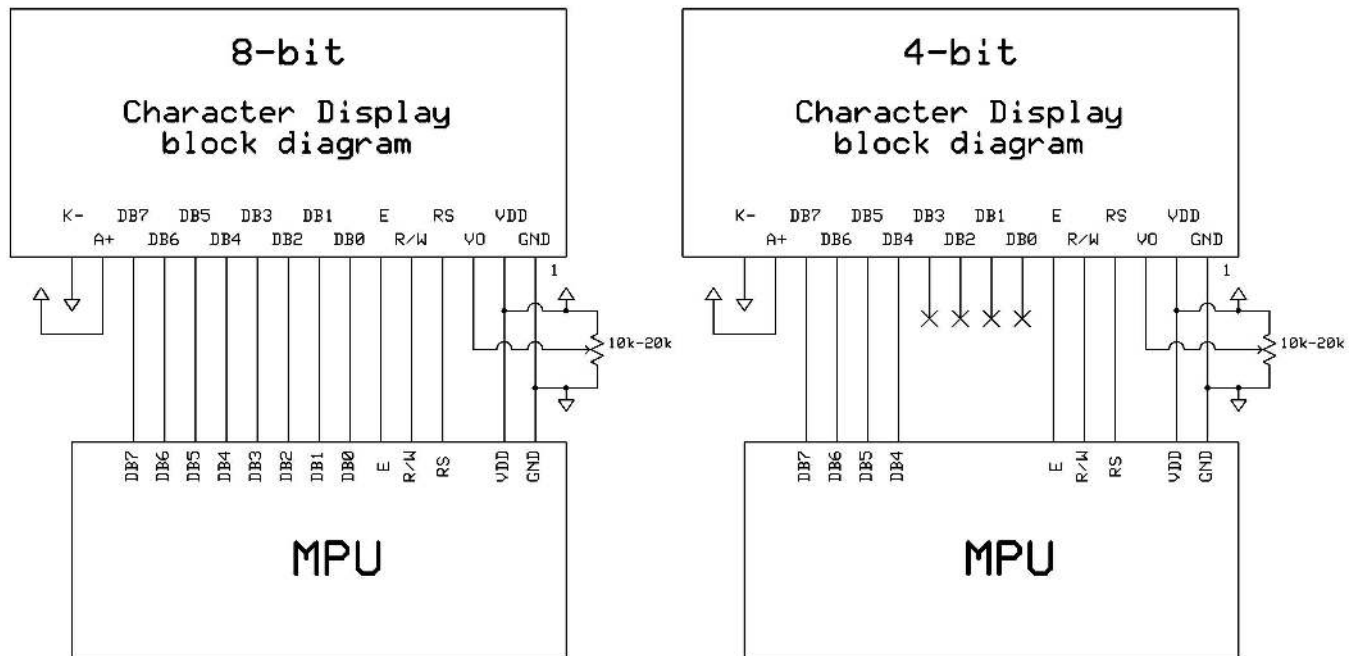 8-bit
Character Display
block diagram
K- DB7 DB5 DB3 DB1 E RS VDD
A+ DB6 DB4 DB2 DB0 R/W VO GND
1
10k-20k
DB7 DB6 DB5 DB4 DB3 DB2 DB1 DB0 E R/W RS VDD GND
MPU
4-bit
Character Display
block diagram
K- DB7 DB5 DB3 DB1 E RS VDD
A+ DB6 DB4 DB2 DB0 R/W VO GND
1
10k-20k
DB7 DB6 DB5 DB4 E R/W RS VDD GND
MPU